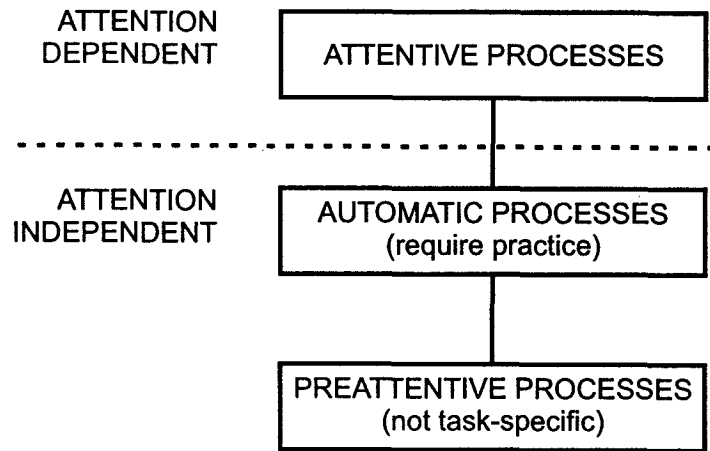 ATTENTION
DEPENDENT
ATTENTIVE PROCESSES
ATTENTION
INDEPENDENT
AUTOMATIC PROCESSES
(require practice)
PREATTENTIVE PROCESSES
(not task-specific)